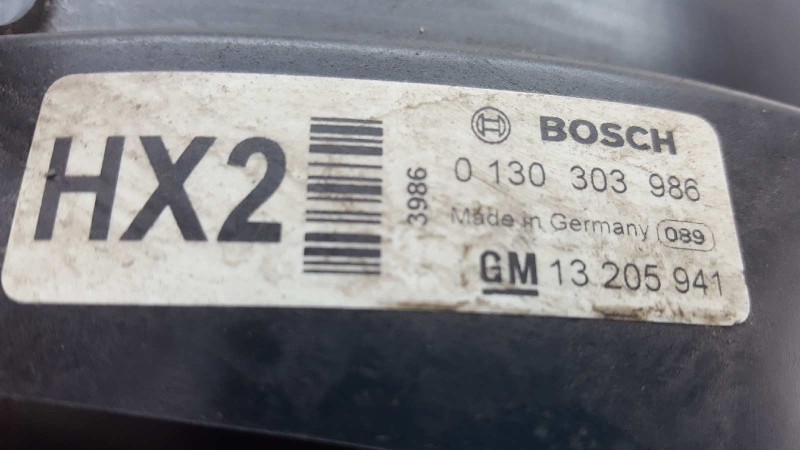 HX2
3986
BOSCH
0 130 303 986
Made in Germany 089
GM 13 205 941